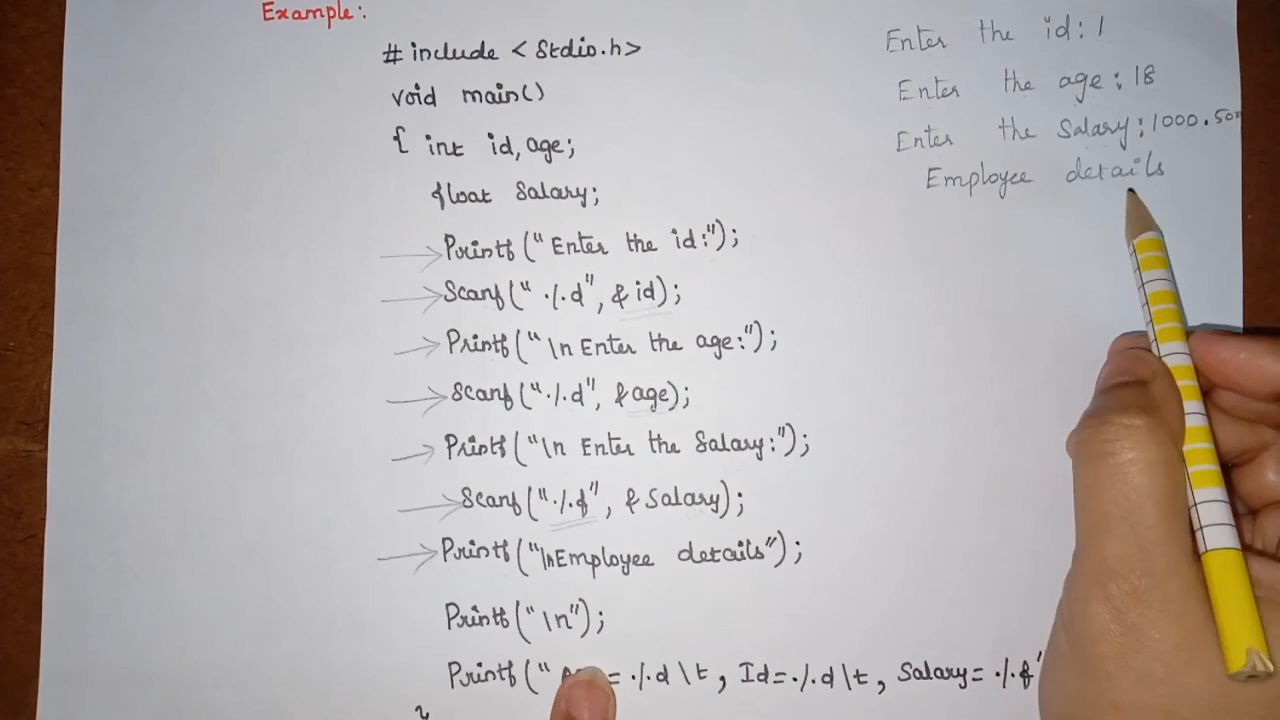 Example:
# include < Stdio.h>
void main()
{ int id, age;
float Salary;
Printf (" Enter the id:");
Scanf (" %d", & id);
Printf ("\n Enter the age:");
Scanf ("%d", & age);
Printf ("\n Enter the Salary:");
Scanf ("%f", & Salary);
Printf ("\nEmployee details");
Printf ("\n");
Printf (" = %d \t, Id= %d \t, Salary= %f"
}
Enter the id: 1
Enter the age: 18
Enter the Salary: 1000.50
Employee details